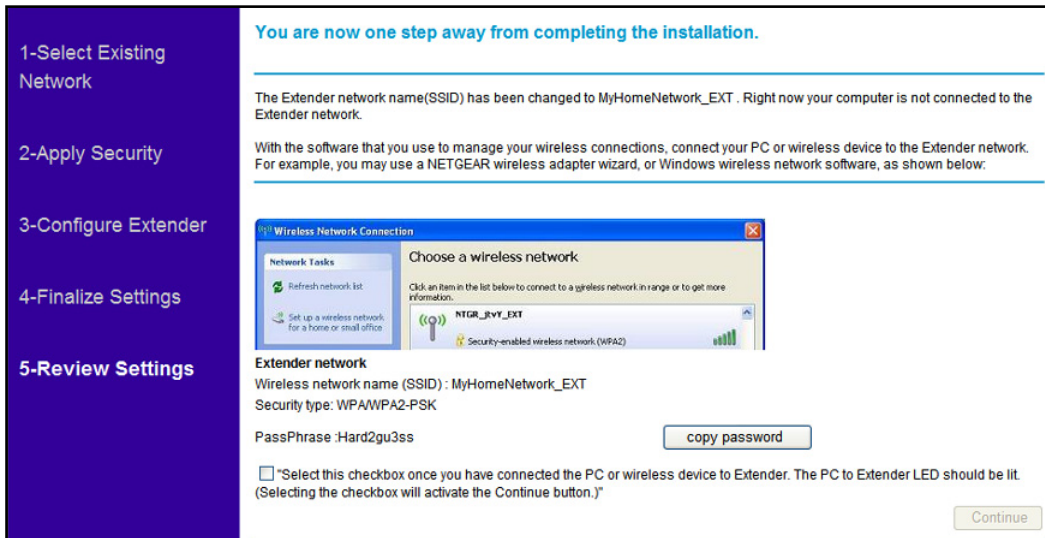 1-Select Existing
Network
2-Apply Security
3-Configure Extender
4-Finalize Settings
5-Review Settings
You are now one step away from completing the installation.
The Extender network name(SSID) has been changed to MyHomeNetwork_EXT . Right now your computer is not connected to the
Extender network.
With the software that you use to manage your wireless connections, connect your PC or wireless device to the Extender network.
For example, you may use a NETGEAR wireless adapter wizard, or Windows wireless network software, as shown below:
Wireless Network Connection
Network Tasks
Refresh network list
Set up a wireless network
for a home or small office
Choose a wireless network
Click an item in the list below to connect to a wireless network in range or to get more
information.
NTGR_RvY_EXT
Security-enabled wireless network (WPA2)
Extender network
Wireless network name (SSID) : MyHomeNetwork_EXT
Security type: WPA/WPA2-PSK
PassPhrase :Hard2gu3ss
copy password
"Select this checkbox once you have connected the PC or wireless device to Extender. The PC to Extender LED should be lit.
(Selecting the checkbox will activate the Continue button.)"
Continue